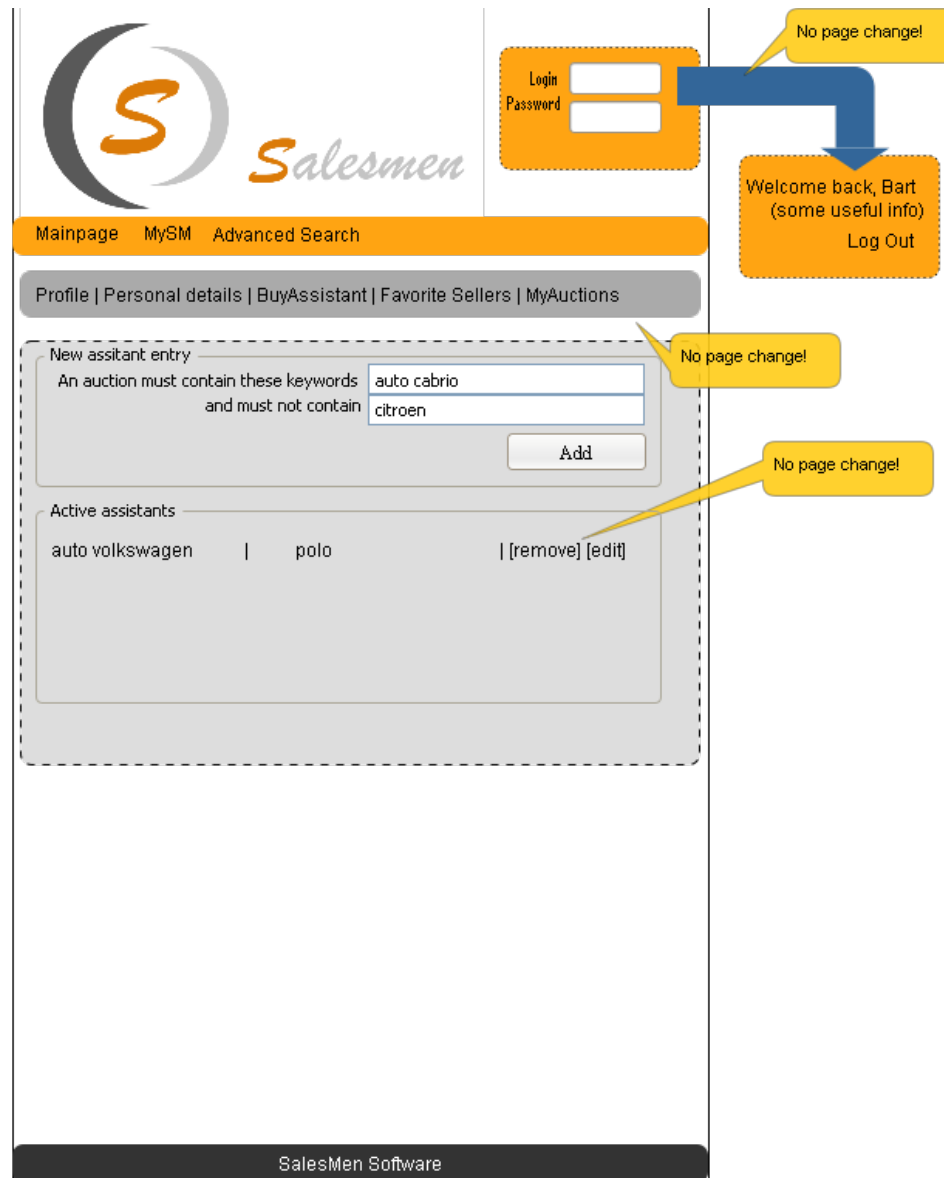 No page change!
Login
Password
S
Salesmen
Welcome back, Bart
(some useful info)
Log Out
Mainpage MySM Advanced Search
Profile | Personal details | BuyAssistant | Favorite Sellers | MyAuctions
No page change!
New assitant entry
An auction must contain these keywords auto cabrio
and must not contain citroen
Add
No page change!
Active assistants
auto volkswagen | polo | [remove] [edit]
SalesMen Software